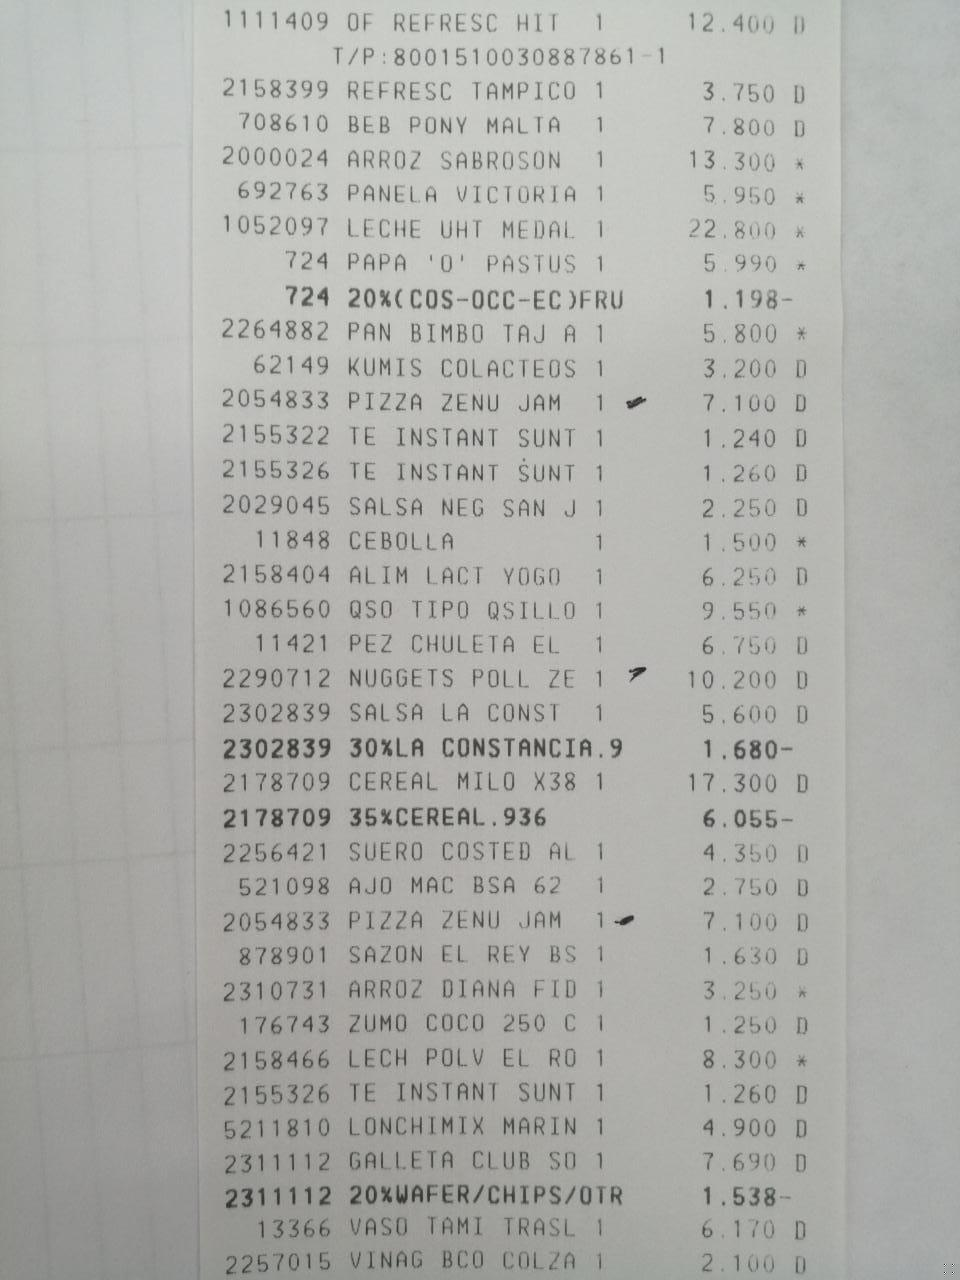 1111409 OF REFRESC HIT 1 12.400 D
T/P:8001510030887861-1
2158399 REFRESC TAMPICO 1 3.750 D
708610 BEB PONY MALTA 1 7.800 D
2000024 ARROZ SABROSON 1 13.300 *
692763 PANELA VICTORIA 1 5.950 *
1052097 LECHE UHT MEDAL 1 22.800 *
724 PAPA 'O' PASTUS 1 5.990 *
724 20%(COS-OCC-EC)FRU 1.198-
2264882 PAN BIMBO TAJ A 1 5.800 *
62149 KUMIS COLACTEOS 1 3.200 D
2054833 PIZZA ZENU JAM 1 7.100 D
2155322 TE INSTANT SUNT 1 1.240 D
2155326 TE INSTANT SUNT 1 1.260 D
2029045 SALSA NEG SAN J 1 2.250 D
11848 CEBOLLA 1 1.500 *
2158404 ALIM LACT YOGO 1 6.250 D
1086560 QSO TIPO QSILLO 1 9.550 *
11421 PEZ CHULETA EL 1 6.750 D
2290712 NUGGETS POLL ZE 1 10.200 D
2302839 SALSA LA CONST 1 5.600 D
2302839 30%LA CONSTANCIA.9 1.680-
2178709 CEREAL MILO X38 1 17.300 D
2178709 35%CEREAL.936 6.055-
2256421 SUERO COSTED AL 1 4.350 D
521098 AJO MAC BSA 62 1 2.750 D
2054833 PIZZA ZENU JAM 1 7.100 D
878901 SAZON EL REY BS 1 1.630 D
2310731 ARROZ DIANA FID 1 3.250 *
176743 ZUMO COCO 250 C 1 1.250 D
2158466 LECH POLV EL RO 1 8.300 *
2155326 TE INSTANT SUNT 1 1.260 D
5211810 LONCHIMIX MARIN 1 4.900 D
2311112 GALLETA CLUB SO 1 7.690 D
2311112 20%WAFER/CHIPS/OTR 1.538-
13366 VASO TAMI TRASL 1 6.170 D
2257015 VINAG BCO COLZA 1 2.100 D